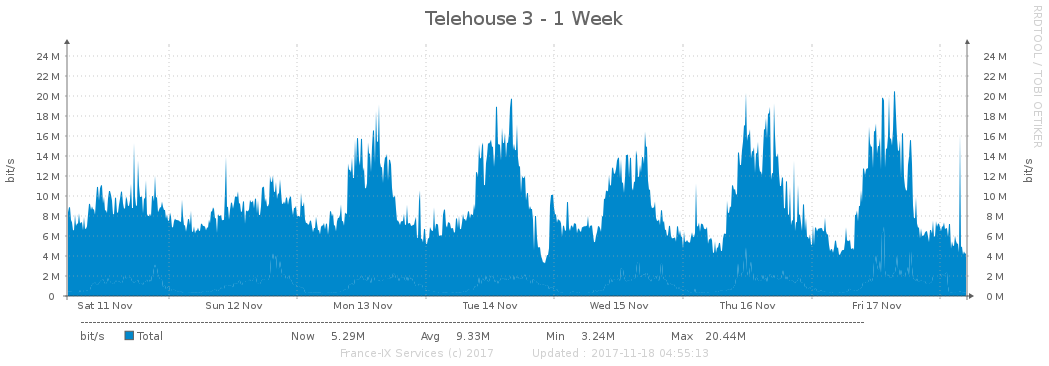 Telehouse 3 - 1 Week
RRDTOOL / TOBI OETIKER
bit/s
24 M 24 M
22 M 22 M
20 M 20 M
18 M 18 M
16 M 16 M
14 M 14 M
12 M 12 M
10 M 10 M
8 M 8 M
6 M 6 M
4 M 4 M
2 M 2 M
0 0 M
bit/s
Sat 11 Nov Sun 12 Nov Mon 13 Nov Tue 14 Nov Wed 15 Nov Thu 16 Nov Fri 17 Nov
bit/s Total Now 5.29M Avg 9.33M Min 3.24M Max 20.44M
France-IX Services (c) 2017 Updated : 2017-11-18 04:55:13